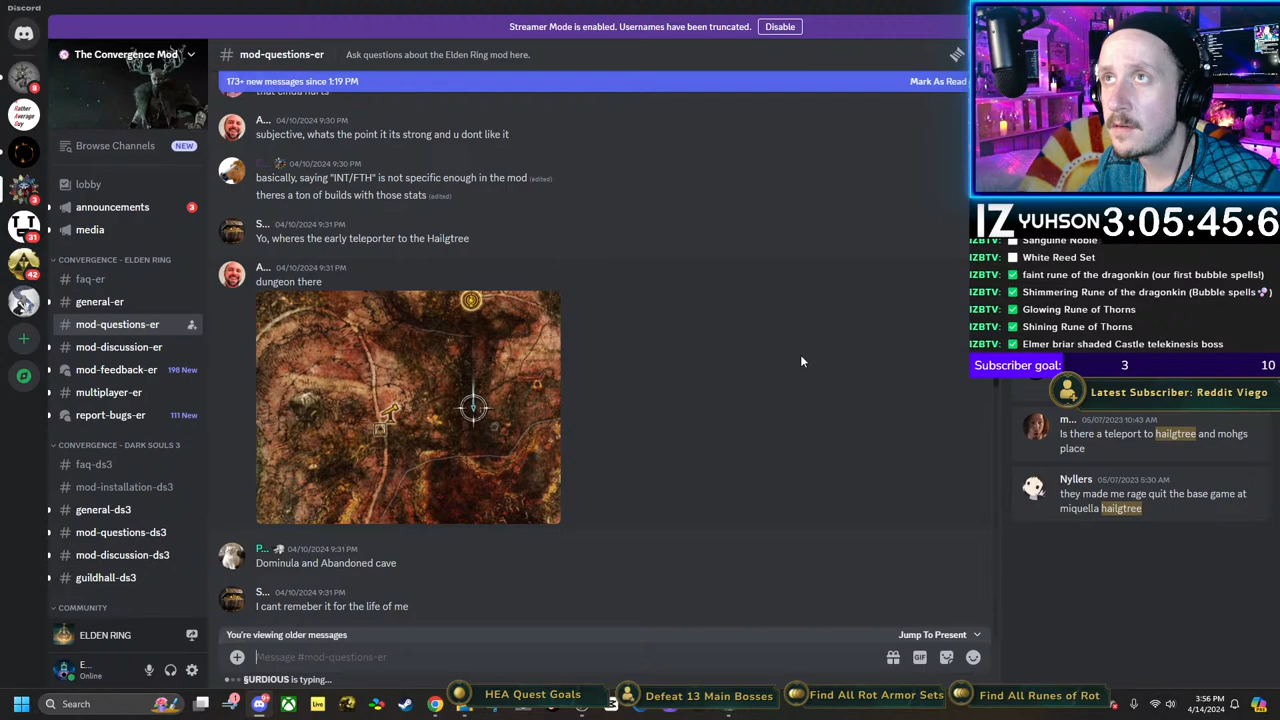 Discord
Streamer Mode is enabled. Usernames have been truncated.
Disable
The Convergence Mod
mod-questions-er
Ask questions about the Elden Ring mod here.
173+ new messages since 1:19 PM
Mark As Read
Browse Channels
NEW
lobby
announcements
3
media
CONVERGENCE - ELDEN RING
faq-er
general-er
mod-questions-er
mod-discussion-er
mod-feedback-er
198 New
multiplayer-er
report-bugs-er
111 New
CONVERGENCE - DARK SOULS 3
faq-ds3
mod-installation-ds3
general-ds3
mod-questions-ds3
mod-discussion-ds3
guildhall-ds3
COMMUNITY
ELDEN RING
E...
Online
8
Rather Average Guy
3
31
42
A... 04/10/2024 9:30 PM
subjective, whats the point it its strong and u dont like it
04/10/2024 9:30 PM
basically, saying "INT/FTH" is not specific enough in the mod (edited)
theres a ton of builds with those stats (edited)
S... 04/10/2024 9:31 PM
Yo, wheres the early teleporter to the Hailgtree
A... 04/10/2024 9:31 PM
dungeon there
P... 04/10/2024 9:31 PM
Dominula and Abandoned cave
S... 04/10/2024 9:31 PM
I cant remeber it for the life of me
You're viewing older messages
Jump To Present
Message #mod-questions-er
GIF
§URDIOUS is typing...
IZ YUHSON 3:05:45:6
IZBTV: Sanguine Noble
IZBTV: White Reed Set
IZBTV: faint rune of the dragonkin (our first bubble spells!)
IZBTV: Shimmering Rune of the dragonkin (Bubble spells)
IZBTV: Glowing Rune of Thorns
IZBTV: Shining Rune of Thorns
IZBTV: Elmer briar shaded Castle telekinesis boss
Subscriber goal: 3 10
Latest Subscriber: Reddit Viego
m... 05/07/2023 10:43 AM
Is there a teleport to hailgtree and mohgs
place
Nyllers 05/07/2023 5:30 AM
they made me rage quit the base game at
miquella hailgtree
HEA Quest Goals
Defeat 13 Main Bosses
Find All Rot Armor Sets
Find All Runes of Rot
Search
Live
3:56 PM
4/14/2024